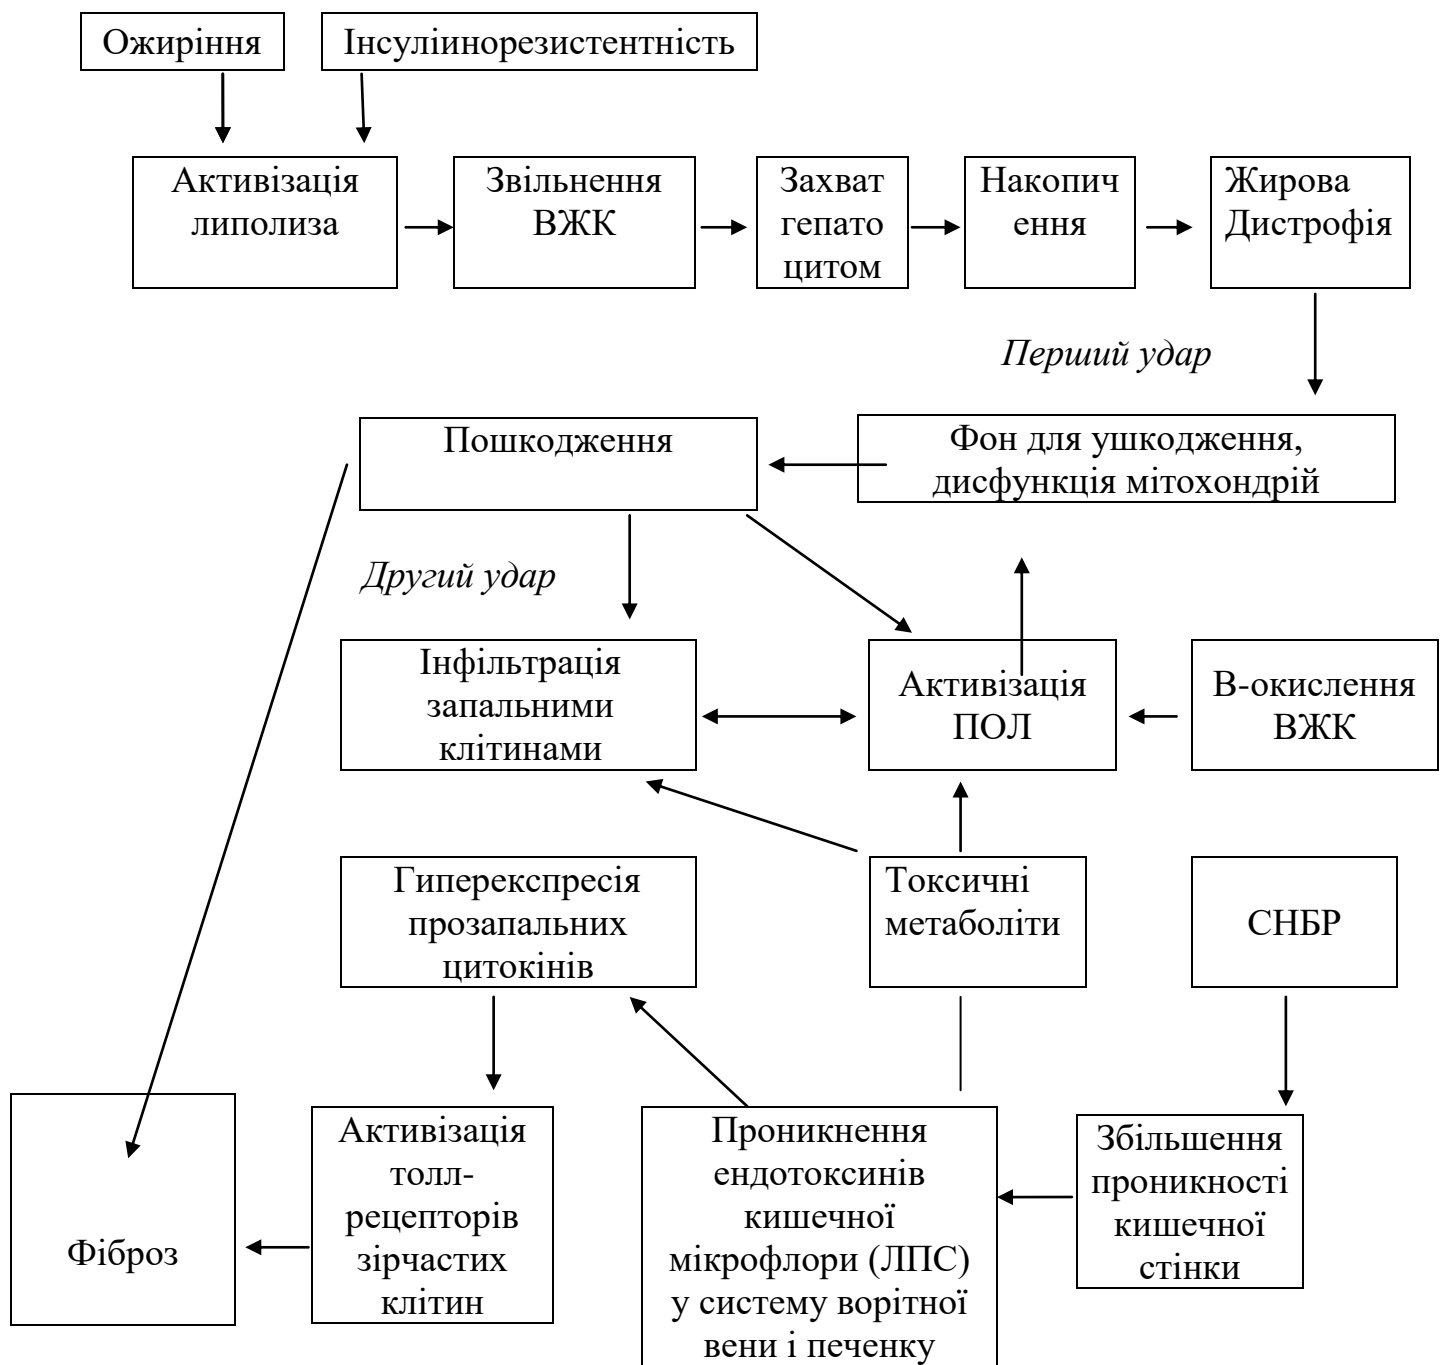 Ожиріння
Інсуліинорезистентність
Активізація
липолиза
Звільнення
ВЖК
Захват
гепато
цитом
Накопич
ення
Жирова
Дистрофія
Перший удар
Пошкодження
Фон для ушкодження,
дисфункція мітохондрій
Другий удар
Інфільтрація
запальними
клітинами
Активізація
ПОЛ
В-окислення
ВЖК
Гиперекспресія
прозапальних
цитокінів
Токсичні
метаболіти
СНБР
Фіброз
Активізація
толл-
рецепторів
зірчастих
клітин
Проникнення
ендотоксинів
кишечної
мікрофлори (ЛПС)
у систему ворітної
вени і печенку
Збільшення
проникності
кишечної
стінки